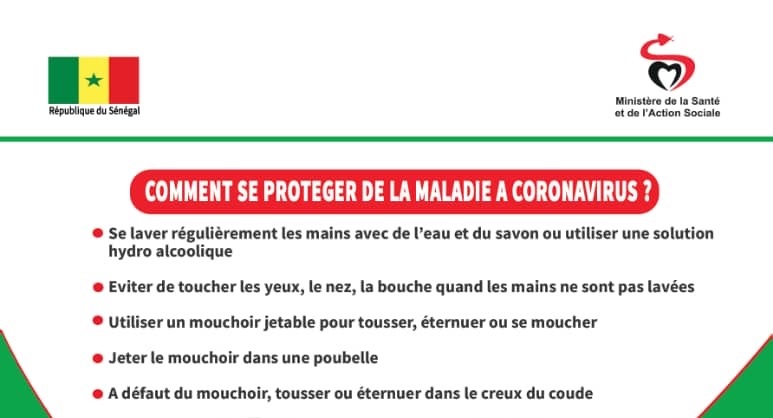 République du Sénégal
Ministère de la Santé
et de l'Action Sociale
COMMENT SE PROTEGER DE LA MALADIE A CORONAVIRUS ?
Se laver régulièrement les mains avec de l'eau et du savon ou utiliser une solution
hydro alcoolique
Eviter de toucher les yeux, le nez, la bouche quand les mains ne sont pas lavées
Utiliser un mouchoir jetable pour tousser, éternuer ou se moucher
Jeter le mouchoir dans une poubelle
A défaut du mouchoir, tousser ou éternuer dans le creux du coude